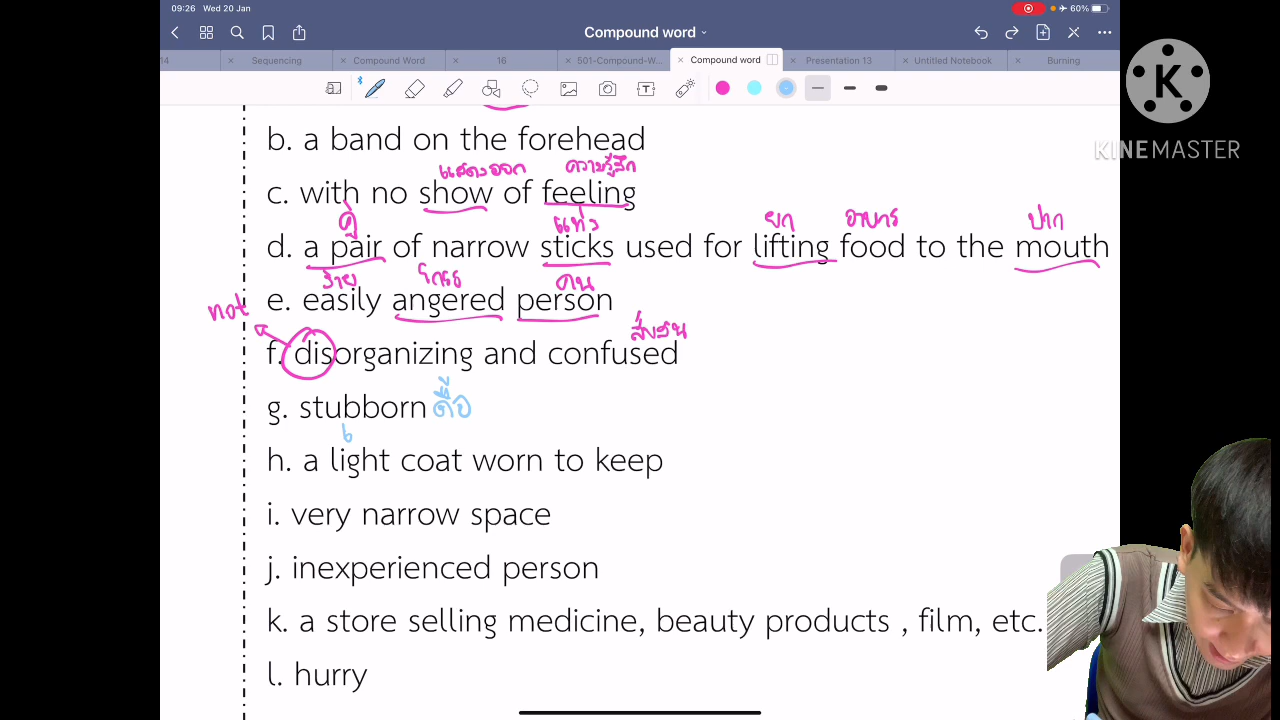 09:26 Wed 20 Jan
60%
Compound word
14
Sequencing
Compound Word
16
501-Compound-W...
Compound word
Presentation 13
Untitled Notebook
Burning
K
KINEMASTER
b. a band on the forehead
แสดงออก ความรู้สึก
c. with no show of feeling
คู่ แท่ง ยก อาหาร ปาก
d. a pair of narrow sticks used for lifting food to the mouth
ง่าย โกรธ คน
e. easily angered person
not
สับสน
f. disorganizing and confused
g. stubborn ดื้อ
เ
h. a light coat worn to keep
i. very narrow space
j. inexperienced person
k. a store selling medicine, beauty products , film, etc.
l. hurry